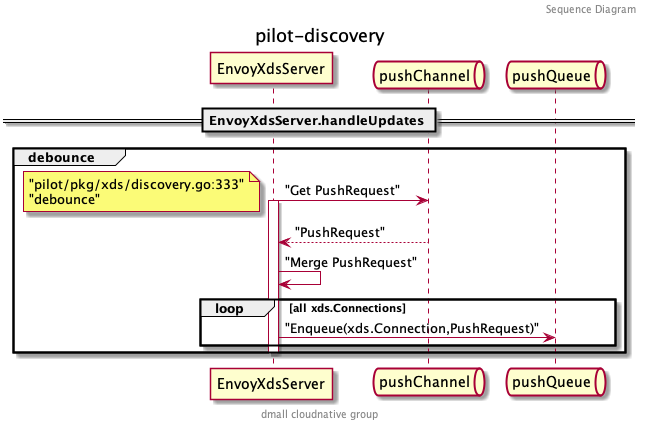 Sequence Diagram
pilot-discovery
EnvoyXdsServer
pushChannel
pushQueue
EnvoyXdsServer.handleUpdates
debounce
"pilot/pkg/xds/discovery.go:333"
"debounce"
"Get PushRequest"
"PushRequest"
"Merge PushRequest"
loop [all xds.Connections]
"Enqueue(xds.Connection,PushRequest)"
EnvoyXdsServer
pushChannel
pushQueue
dmall cloudnative group